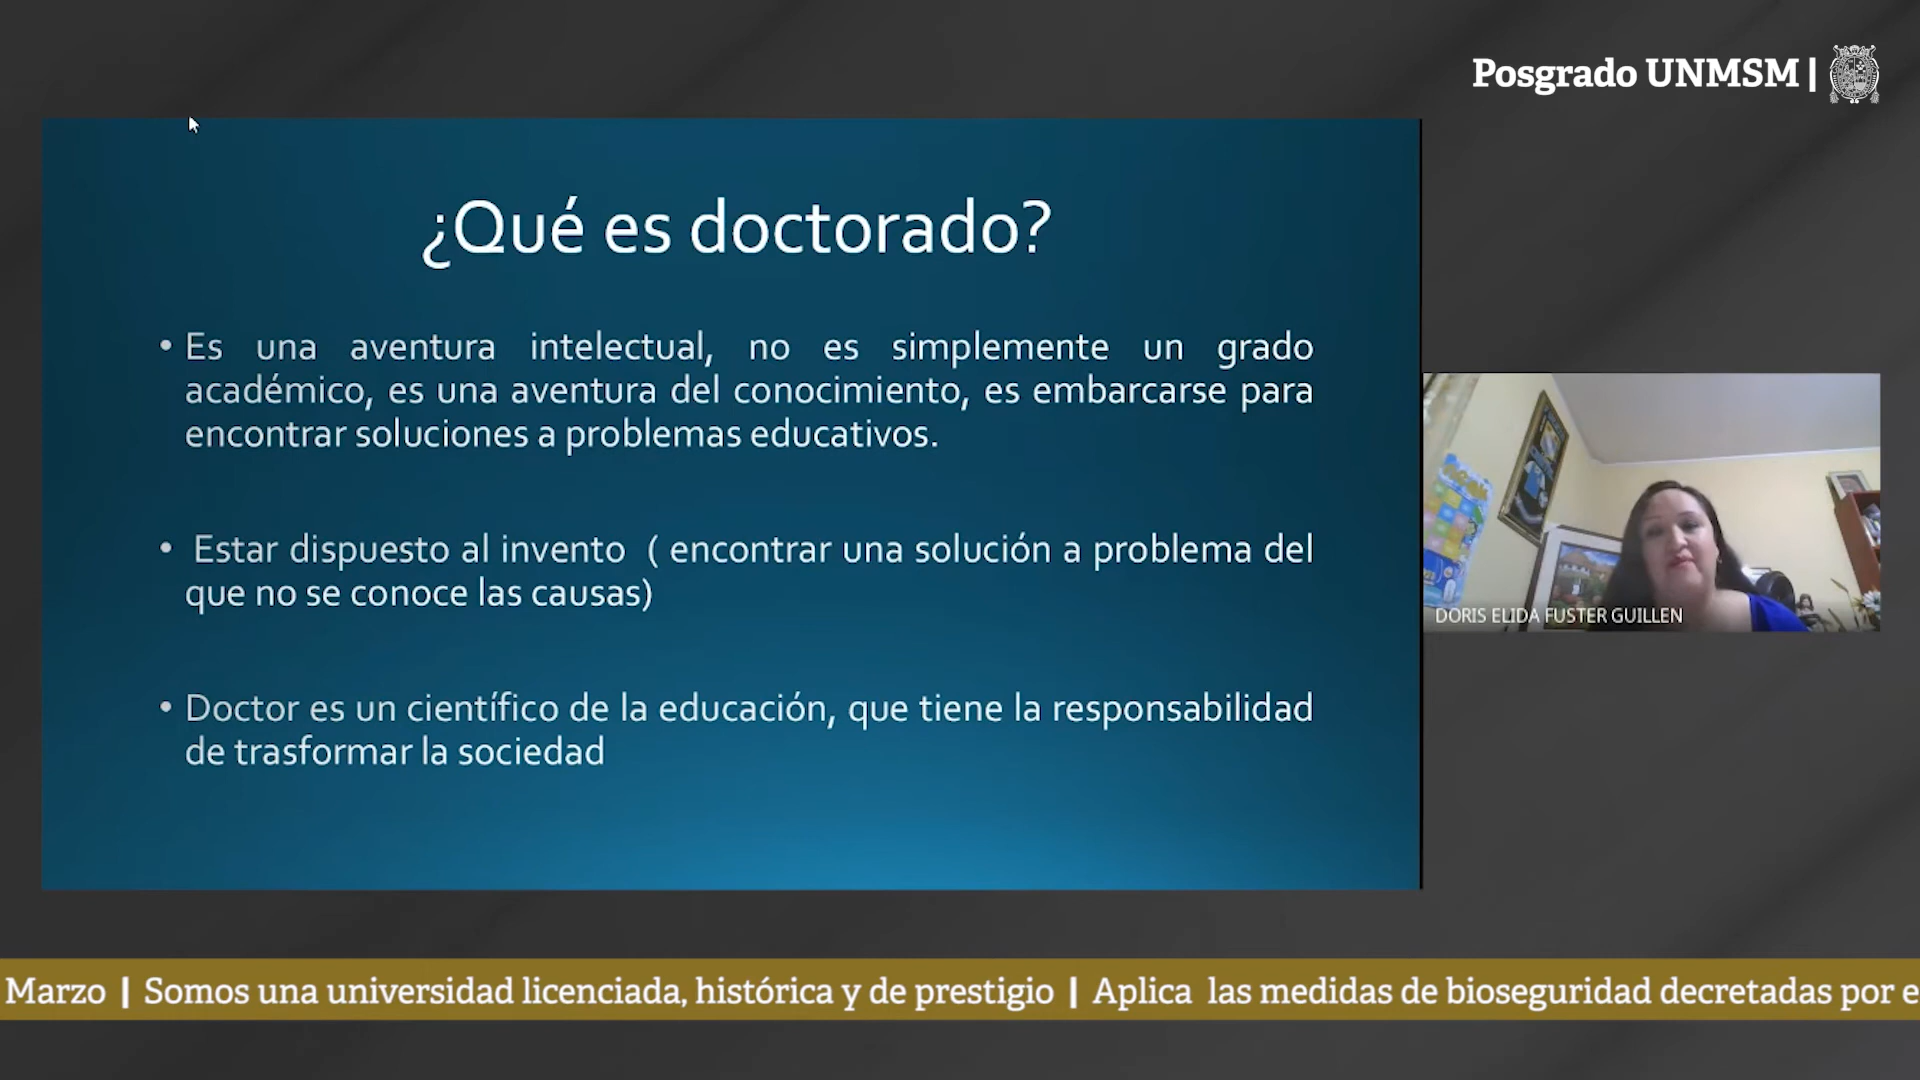 Posgrado UNMSM |
¿Qué es doctorado?
• Es una aventura intelectual, no es simplemente un grado
académico, es una aventura del conocimiento, es embarcarse para
encontrar soluciones a problemas educativos.
• Estar dispuesto al invento ( encontrar una solución a problema del
que no se conoce las causas)
• Doctor es un científico de la educación, que tiene la responsabilidad
de trasformar la sociedad
DORIS ELIDA FUSTER GUILLEN
Marzo | Somos una universidad licenciada, histórica y de prestigio | Aplica las medidas de bioseguridad decretadas por e